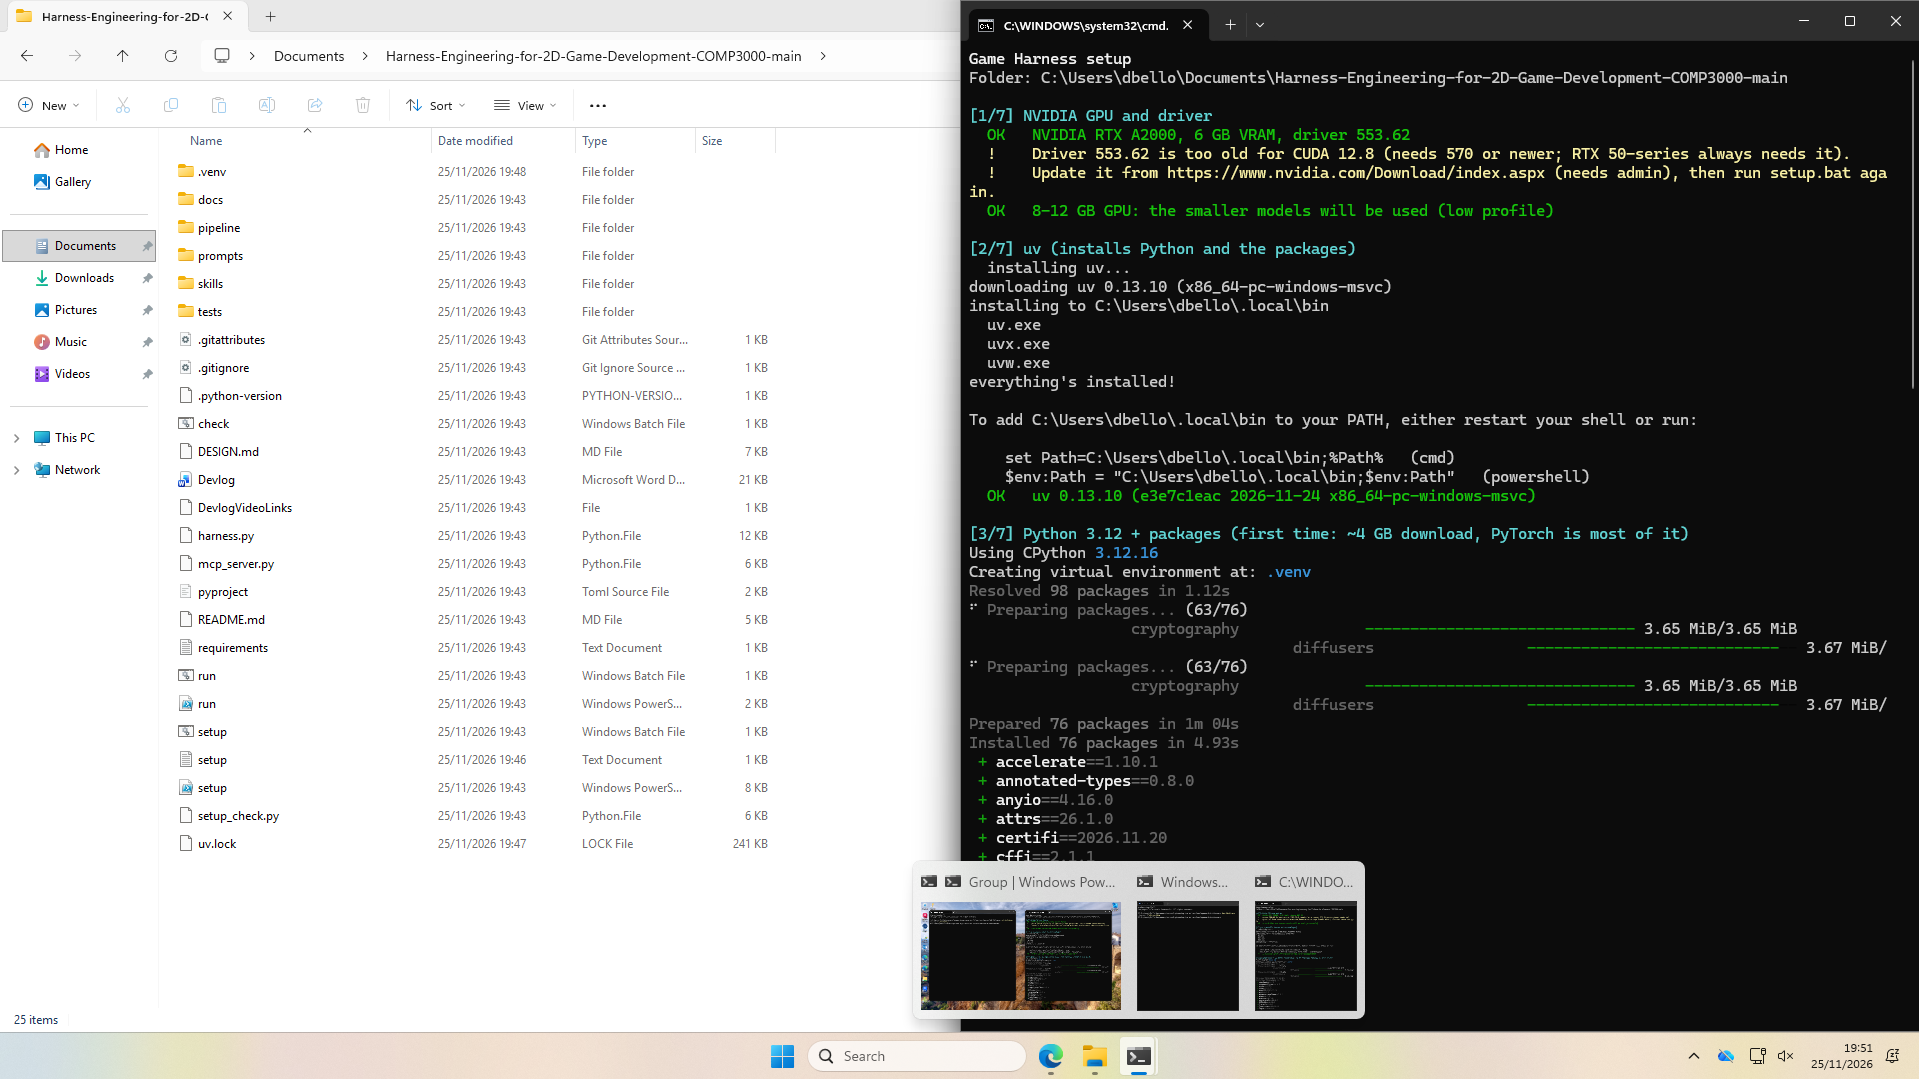 Harness-Engineering-for-2D-G
Documents
Harness-Engineering-for-2D-Game-Development-COMP3000-main
New
Sort
View
Name
Date modified
Type
Size
Home
Gallery
Documents
Downloads
Pictures
Music
Videos
This PC
Network
.venv 25/11/2026 19:48 File folder
docs 25/11/2026 19:43 File folder
pipeline 25/11/2026 19:43 File folder
prompts 25/11/2026 19:43 File folder
skills 25/11/2026 19:43 File folder
tests 25/11/2026 19:43 File folder
.gitattributes 25/11/2026 19:43 Git Attributes Sour... 1 KB
.gitignore 25/11/2026 19:43 Git Ignore Source ... 1 KB
.python-version 25/11/2026 19:43 PYTHON-VERSIO... 1 KB
check 25/11/2026 19:43 Windows Batch File 1 KB
DESIGN.md 25/11/2026 19:43 MD File 7 KB
Devlog 25/11/2026 19:43 Microsoft Word D... 21 KB
DevlogVideoLinks 25/11/2026 19:43 File 1 KB
harness.py 25/11/2026 19:43 Python.File 12 KB
mcp_server.py 25/11/2026 19:43 Python.File 6 KB
pyproject 25/11/2026 19:43 Toml Source File 2 KB
README.md 25/11/2026 19:43 MD File 5 KB
requirements 25/11/2026 19:43 Text Document 1 KB
run 25/11/2026 19:43 Windows Batch File 1 KB
run 25/11/2026 19:43 Windows PowerS... 2 KB
setup 25/11/2026 19:43 Windows Batch File 1 KB
setup 25/11/2026 19:46 Text Document 1 KB
setup 25/11/2026 19:43 Windows PowerS... 8 KB
setup_check.py 25/11/2026 19:43 Python.File 6 KB
uv.lock 25/11/2026 19:47 LOCK File 241 KB
25 items
C:\WINDOWS\system32\cmd.
Game Harness setup
Folder: C:\Users\dbello\Documents\Harness-Engineering-for-2D-Game-Development-COMP3000-main
[1/7] NVIDIA GPU and driver
OK NVIDIA RTX A2000, 6 GB VRAM, driver 553.62
! Driver 553.62 is too old for CUDA 12.8 (needs 570 or newer; RTX 50-series always needs it).
! Update it from https://www.nvidia.com/Download/index.aspx (needs admin), then run setup.bat aga
in.
OK 8-12 GB GPU: the smaller models will be used (low profile)
[2/7] uv (installs Python and the packages)
installing uv...
downloading uv 0.13.10 (x86_64-pc-windows-msvc)
installing to C:\Users\dbello\.local\bin
uv.exe
uvx.exe
uvw.exe
everything's installed!
To add C:\Users\dbello\.local\bin to your PATH, either restart your shell or run:
set Path=C:\Users\dbello\.local\bin;%Path% (cmd)
$env:Path = "C:\Users\dbello\.local\bin;$env:Path" (powershell)
OK uv 0.13.10 (e3e7c1eac 2026-11-24 x86_64-pc-windows-msvc)
[3/7] Python 3.12 + packages (first time: ~4 GB download, PyTorch is most of it)
Using CPython 3.12.16
Creating virtual environment at: .venv
Resolved 98 packages in 1.12s
Preparing packages... (63/76)
cryptography ------------------------------ 3.65 MiB/3.65 MiB
diffusers ---------------------------- 3.67 MiB/
Preparing packages... (63/76)
cryptography ------------------------------ 3.65 MiB/3.65 MiB
diffusers ---------------------------- 3.67 MiB/
Prepared 76 packages in 1m 04s
Installed 76 packages in 4.93s
+ accelerate==1.10.1
+ annotated-types==0.8.0
+ anyio==4.16.0
+ attrs==26.1.0
+ certifi==2026.11.20
+ cffi==2.1.1
Group | Windows Pow...
Windows...
C:\WINDO...
Search
19:51
25/11/2026